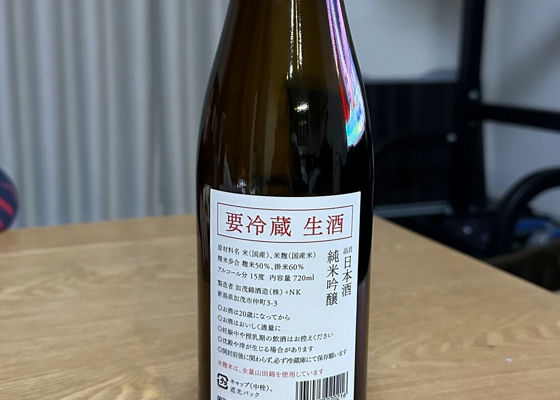 要冷蔵 生酒
原材料名 米(国産)、米麹(国産米)
精米歩合 麹米50%、掛米60%
アルコール分 15度 内容量 720ml
製造者 加茂錦酒造(株)+NK
新潟県加茂市仲町3-3
品目 日本酒
純米吟醸
◎お酒は20歳になってから
◎お酒はおいしく適量に
◎妊娠中や授乳期の飲酒はお控えください
◎沈殿や滓が生じる場合があります
◎開封前後に関わらず、必ず冷蔵庫にて保存願います
※麹米は、全量山田錦を使用しています
キャップ(中栓)、
遮光パック